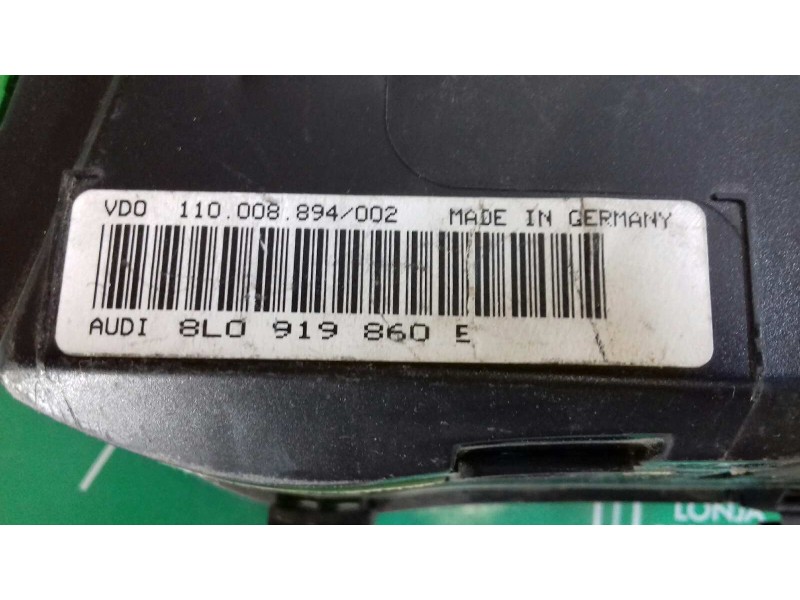 VDO 110.008.894/002 MADE IN GERMANY
AUDI 8L0 919 860 E
LONJA